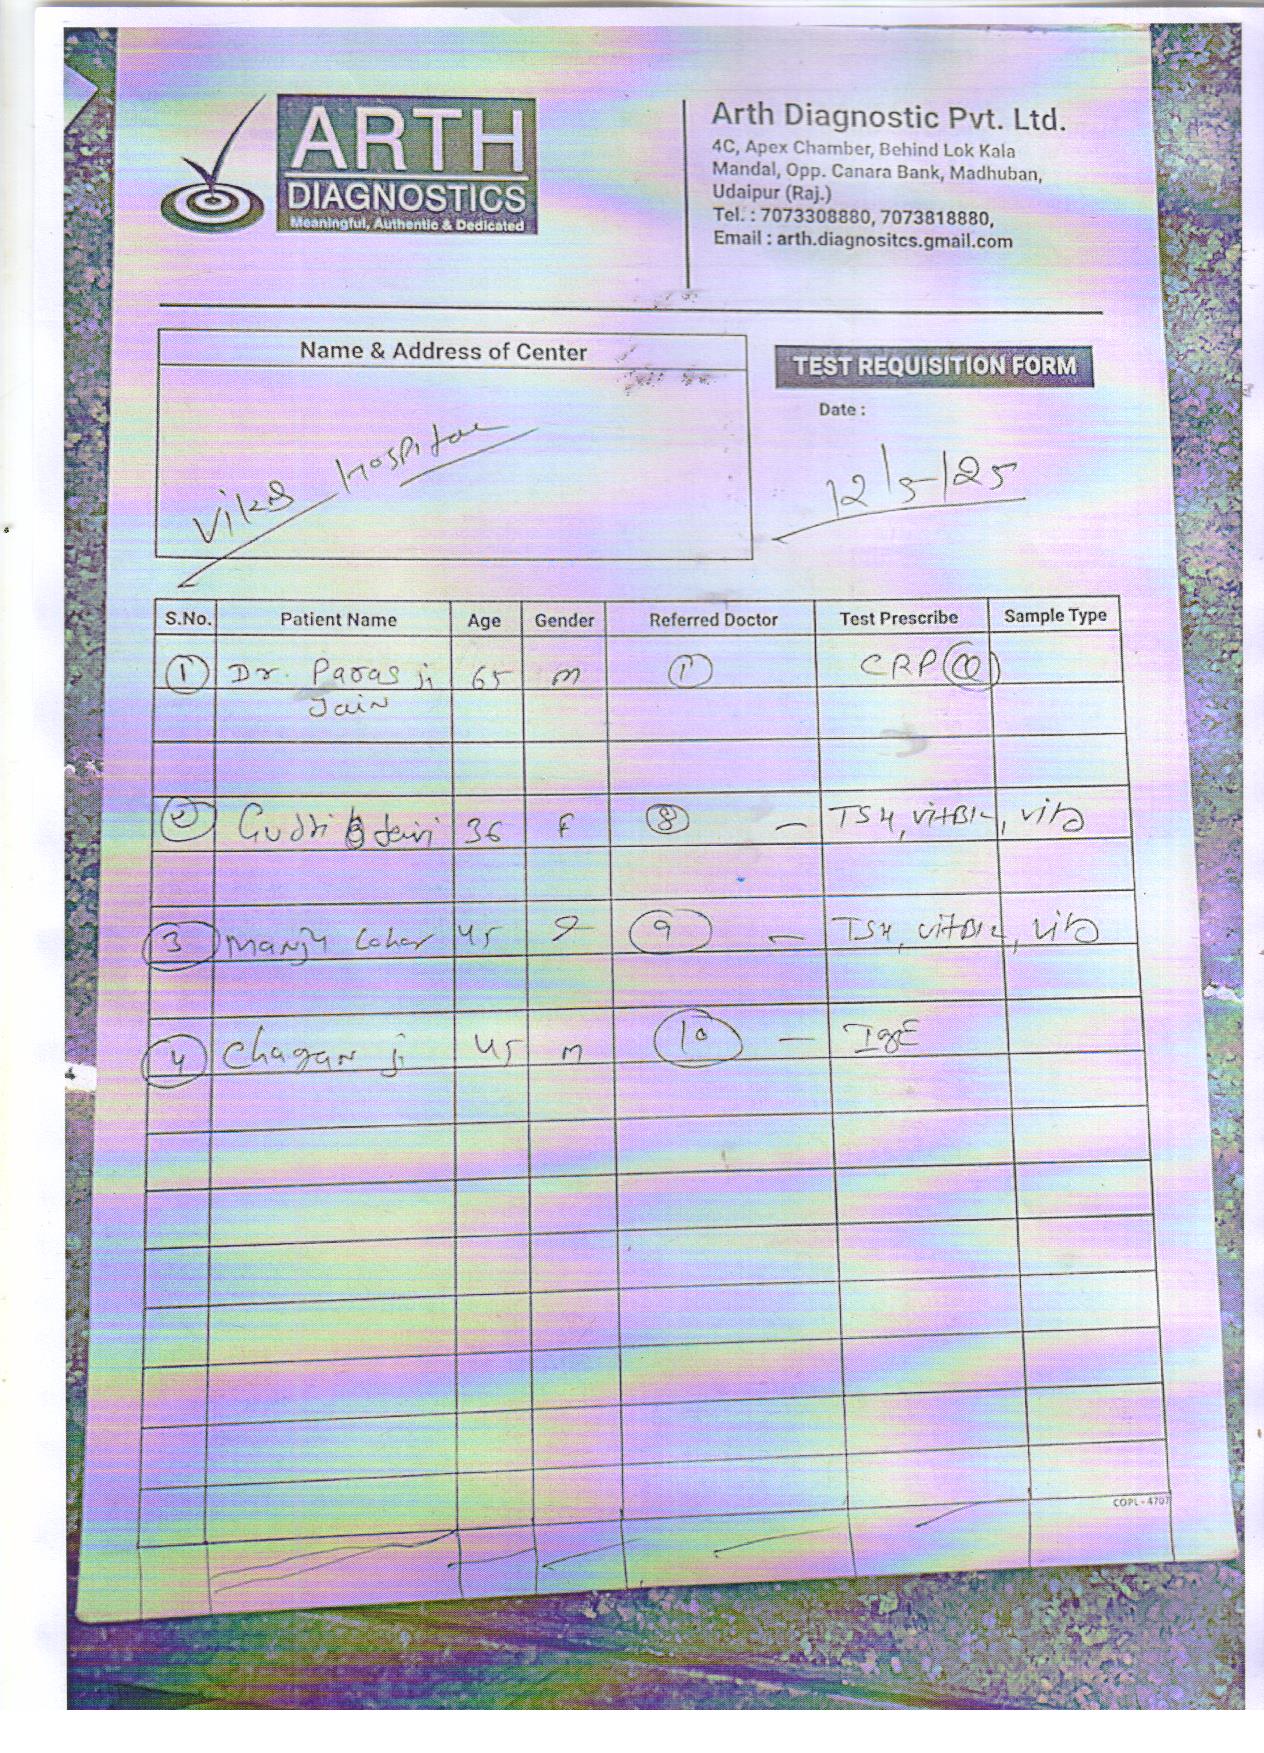 ARTH
DIAGNOSTICS
Meaningful, Authentic & Dedicated
Arth Diagnostic Pvt. Ltd.
4C, Apex Chamber, Behind Lok Kala
Mandal, Opp. Canara Bank, Madhuban,
Udaipur (Raj.)
Tel. : 7073308880, 7073818880,
Email : arth.diagnositcs.gmail.com
Name & Address of Center
Vikas Hospital
TEST REQUISITION FORM
Date :
12/5/25
S.No. Patient Name Age Gender Referred Doctor Test Prescribe Sample Type
1 Dr. Paras ji 65 m 1 CRP
Jain
2 Gudri 36 F 8 - TSH, VitB12, vitD
3 Manju Lohar 45 9 - TSH, vitB12, vitD
4 Chagan ji 45 m 10 - IgE
COPL - 4707